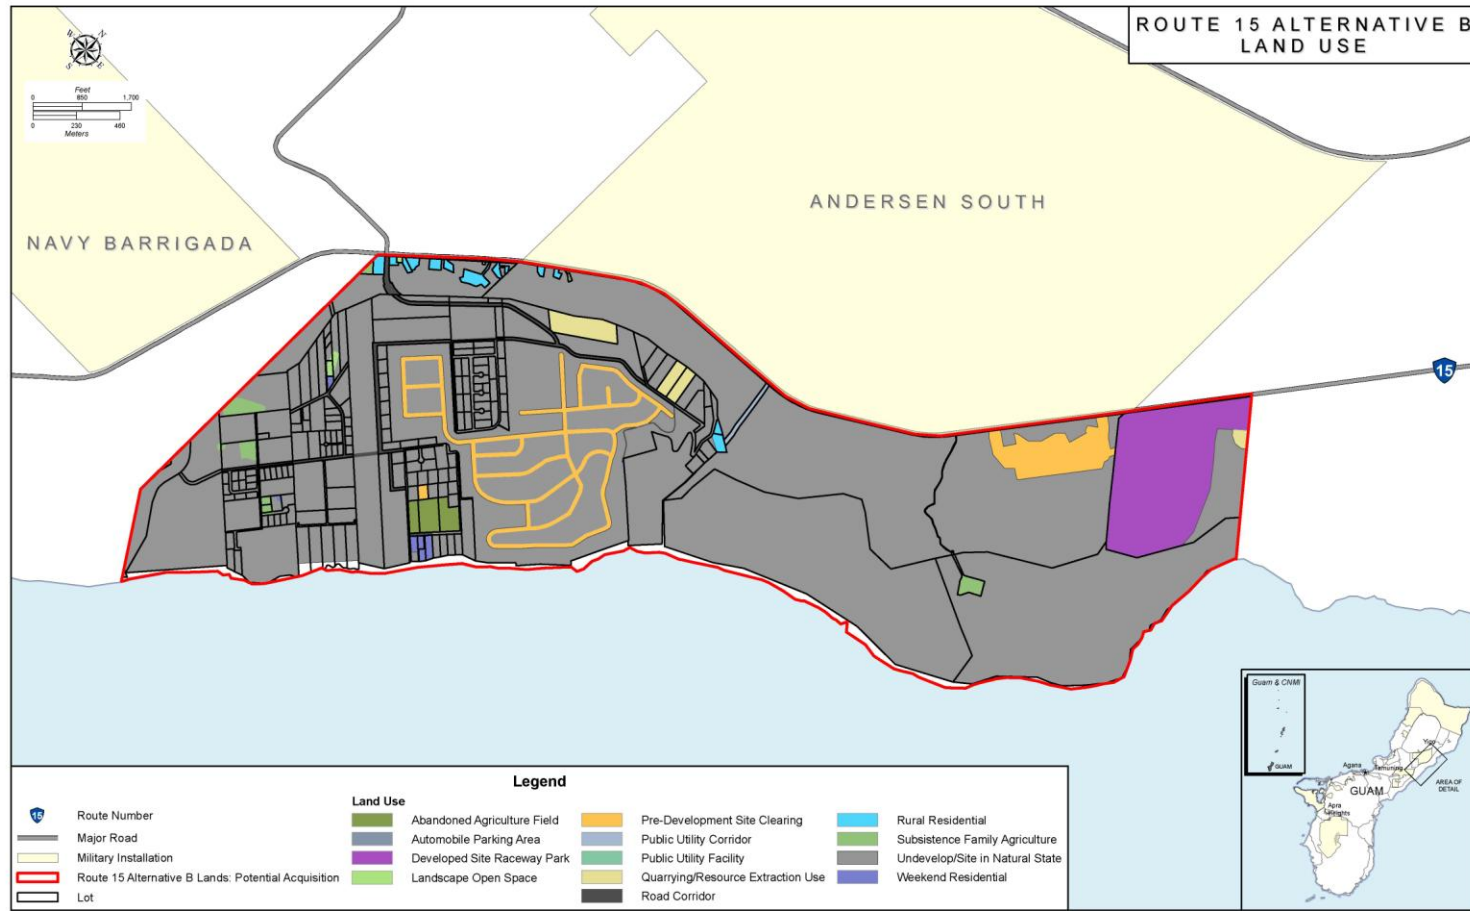 ROUTE 15 ALTERNATIVE B
LAND USE
N
S
E
Feet
0 850 1,700
0 230 460
Meters
ANDERSEN SOUTH
NAVY BARRIGADA
15
Guam & CNMI
GUAM
Yigo
Agana
Tamuning
GUAM
AREA OF
DETAIL
Apra
Heights
Legend
15 Route Number
Major Road
Military Installation
Route 15 Alternative B Lands: Potential Acquisition
Lot
Land Use
Abandoned Agriculture Field
Automobile Parking Area
Developed Site Raceway Park
Landscape Open Space
Pre-Development Site Clearing
Public Utility Corridor
Public Utility Facility
Quarrying/Resource Extraction Use
Road Corridor
Rural Residential
Subsistence Family Agriculture
Undevelop/Site in Natural State
Weekend Residential